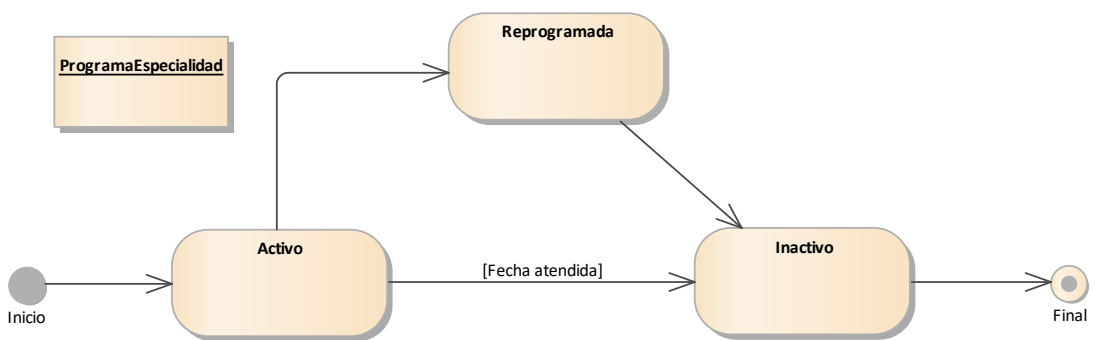 Reprogramada
ProgramaEspecialidad
Activo
[Fecha atendida]
Inactivo
Inicio
Final